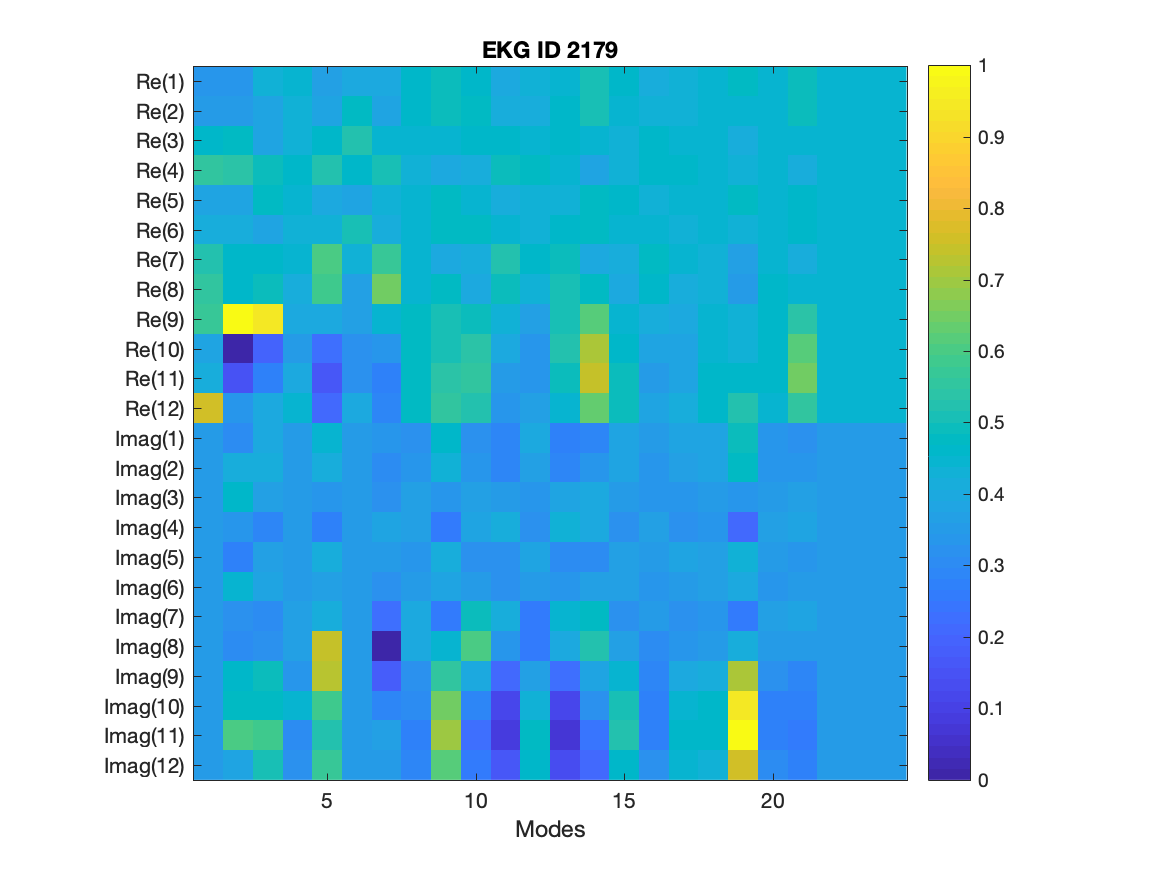 EKG ID 2179
Re(1)
Re(2)
Re(3)
Re(4)
Re(5)
Re(6)
Re(7)
Re(8)
Re(9)
Re(10)
Re(11)
Re(12)
Imag(1)
Imag(2)
Imag(3)
Imag(4)
Imag(5)
Imag(6)
Imag(7)
Imag(8)
Imag(9)
Imag(10)
Imag(11)
Imag(12)
5 10 15 20
Modes
1
0.9
0.8
0.7
0.6
0.5
0.4
0.3
0.2
0.1
0